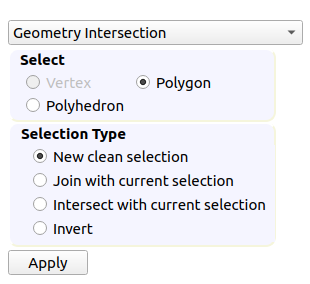 Geometry Intersection
Select
Vertex Polygon
Polyhedron
Selection Type
New clean selection
Join with current selection
Intersect with current selection
Invert
Apply